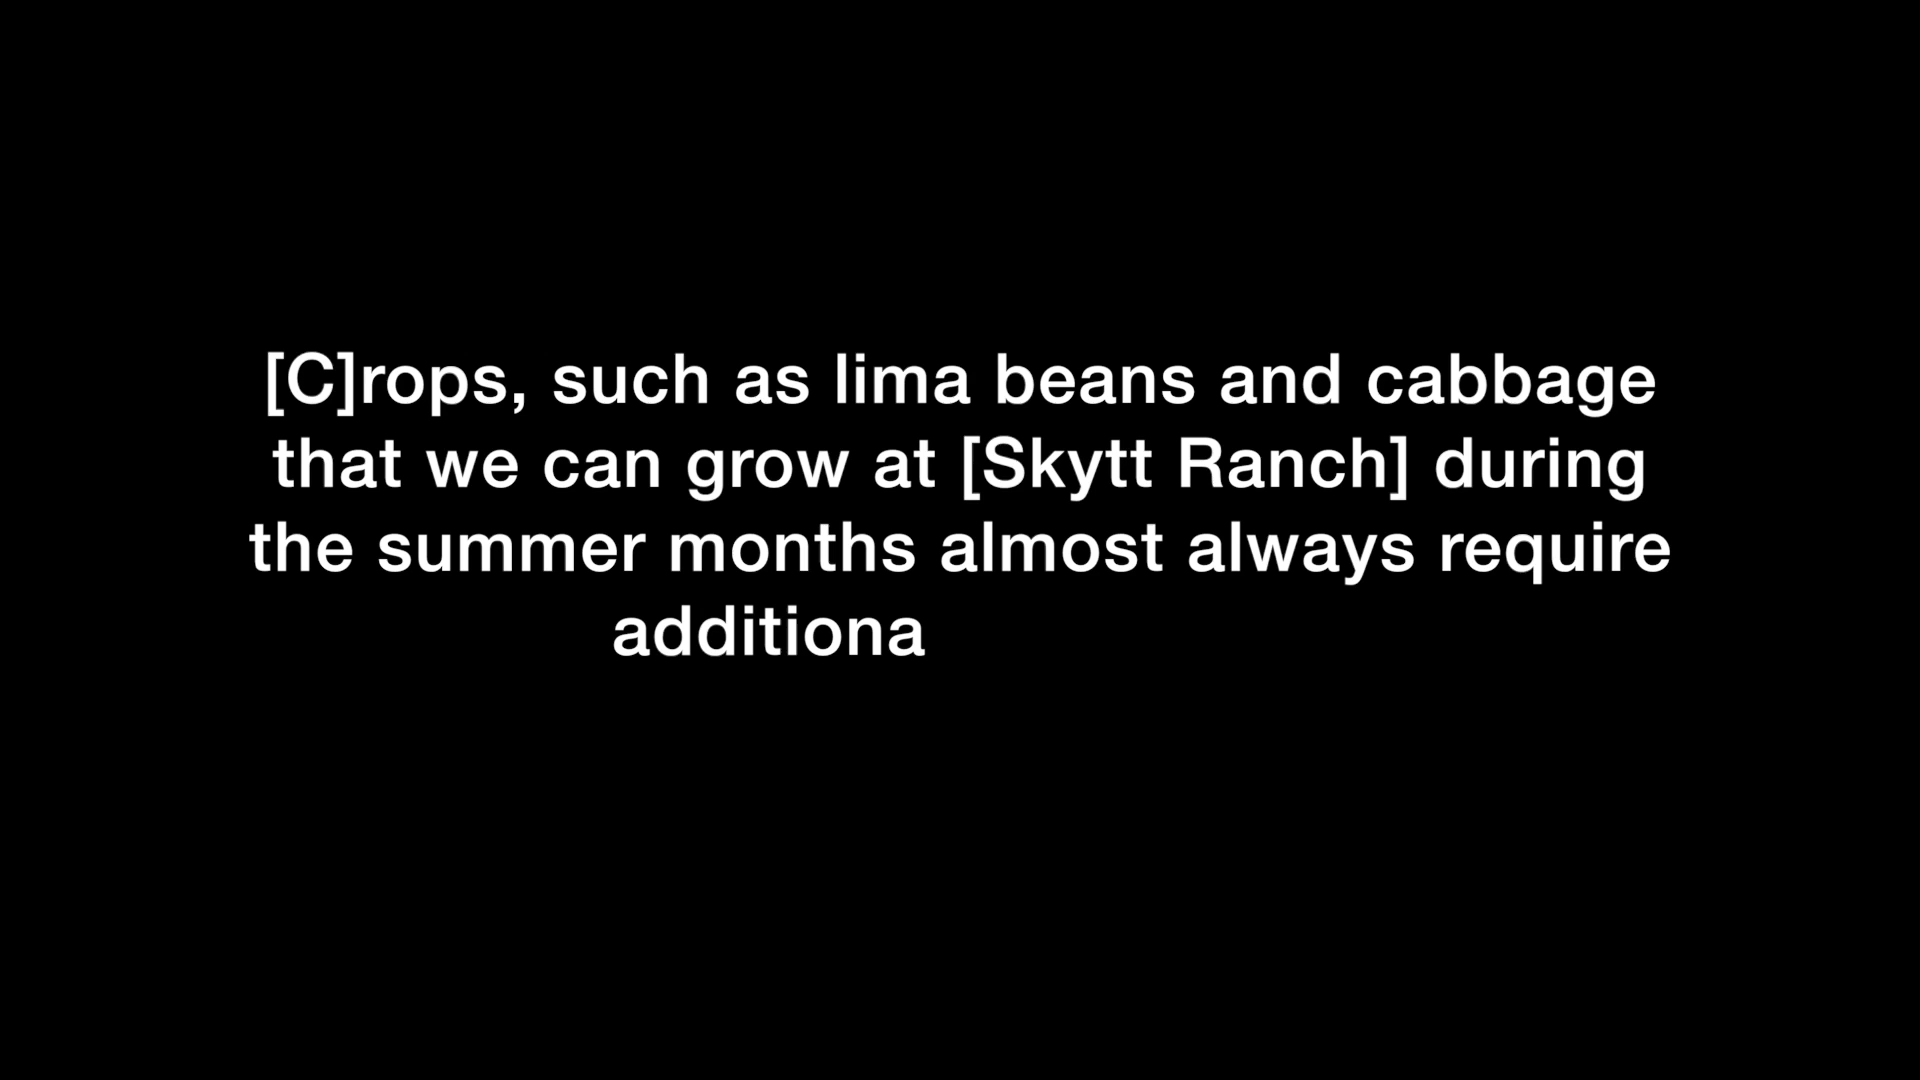 [C]rops, such as lima beans and cabbage
that we can grow at [Skytt Ranch] during
the summer months almost always require
additiona